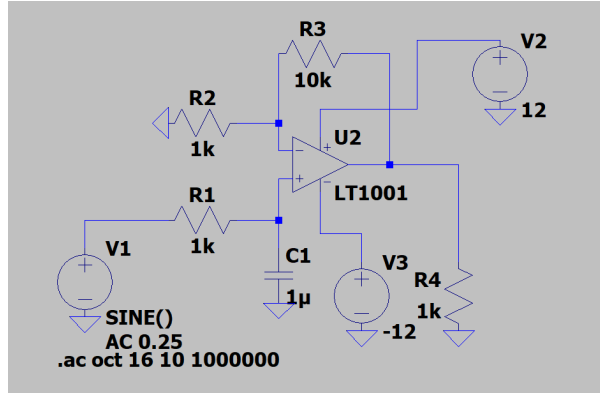 R3
V2
10k
R2
12
U2
1k
LT1001
R1
V1
1k
C1
V3
R4
1µ
1k
SINE()
-12
AC 0.25
.ac oct 16 10 1000000